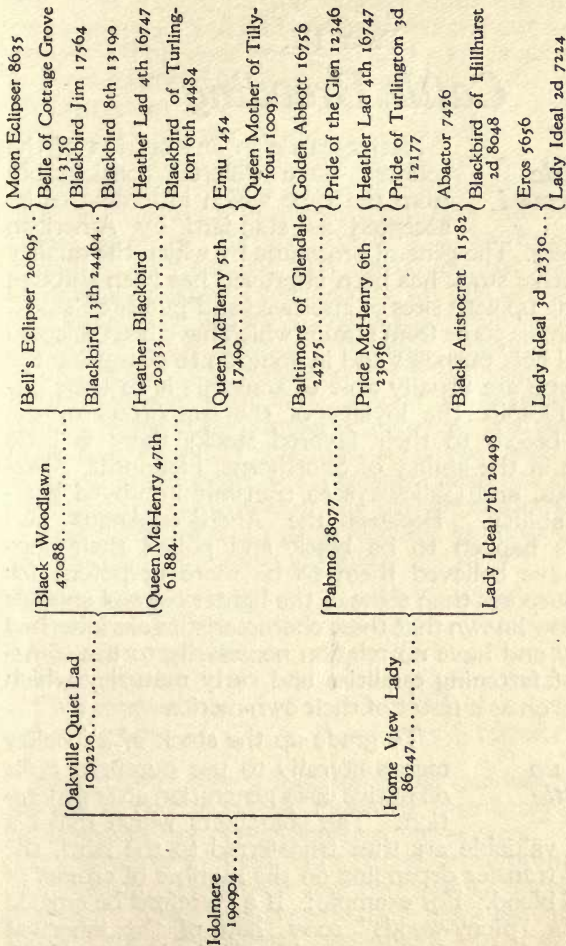 Idolmere
199904......
Oakville Quiet Lad
109220..........
Home View Lady
86247..........
Black Woodlawn
42088.......
Queen McHenry 47th
61884..........
Pabmo 38977.....
Lady Ideal 7th 20498
Bell's Eclipser 20695...
Blackbird 13th 24461..
Heather Blackbird
20333..........
Queen McHenry 5th
17490..........
Baltimore of Glendale
24275..........
Pride McHenry 6th
23936..........
Black Aristocrat 11582
Lady Ideal 3d 12330...
Moon Eclipser 8635
Belle of Cottage Grove
13150
Blackbird Jim 17564
Blackbird 8th 13190
Heather Lad 4th 16747
Blackbird of Turling-
ton 6th 14484
Emu 1454
Queen Mother of Tilly-
four 10093
Golden Abbott 16756
Pride of the Glen 12346
Heather Lad 4th 16747
Pride of Turlington 3d
12177
Abactur 7426
Blackbird of Hillhurst
2d 8048
Eros 5656
Lady Ideal 2d 7224